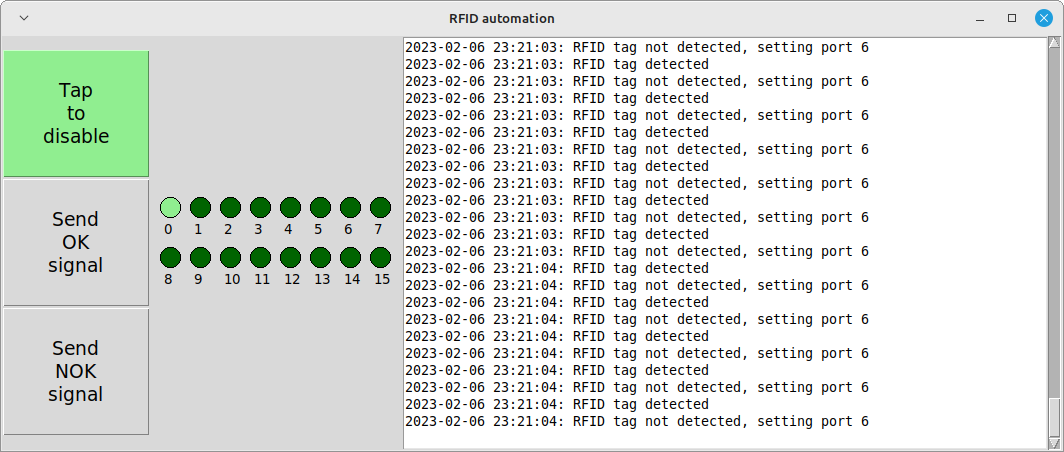 RFID automation
Tap
to
disable
Send
OK
signal
Send
NOK
signal
0 1 2 3 4 5 6 7
8 9 10 11 12 13 14 15
2023-02-06 23:21:03: RFID tag not detected, setting port 6
2023-02-06 23:21:03: RFID tag detected
2023-02-06 23:21:03: RFID tag not detected, setting port 6
2023-02-06 23:21:03: RFID tag detected
2023-02-06 23:21:03: RFID tag not detected, setting port 6
2023-02-06 23:21:03: RFID tag detected
2023-02-06 23:21:03: RFID tag not detected, setting port 6
2023-02-06 23:21:03: RFID tag detected
2023-02-06 23:21:03: RFID tag not detected, setting port 6
2023-02-06 23:21:03: RFID tag detected
2023-02-06 23:21:03: RFID tag not detected, setting port 6
2023-02-06 23:21:03: RFID tag detected
2023-02-06 23:21:03: RFID tag not detected, setting port 6
2023-02-06 23:21:04: RFID tag detected
2023-02-06 23:21:04: RFID tag not detected, setting port 6
2023-02-06 23:21:04: RFID tag detected
2023-02-06 23:21:04: RFID tag not detected, setting port 6
2023-02-06 23:21:04: RFID tag detected
2023-02-06 23:21:04: RFID tag not detected, setting port 6
2023-02-06 23:21:04: RFID tag detected
2023-02-06 23:21:04: RFID tag not detected, setting port 6
2023-02-06 23:21:04: RFID tag detected
2023-02-06 23:21:04: RFID tag not detected, setting port 6